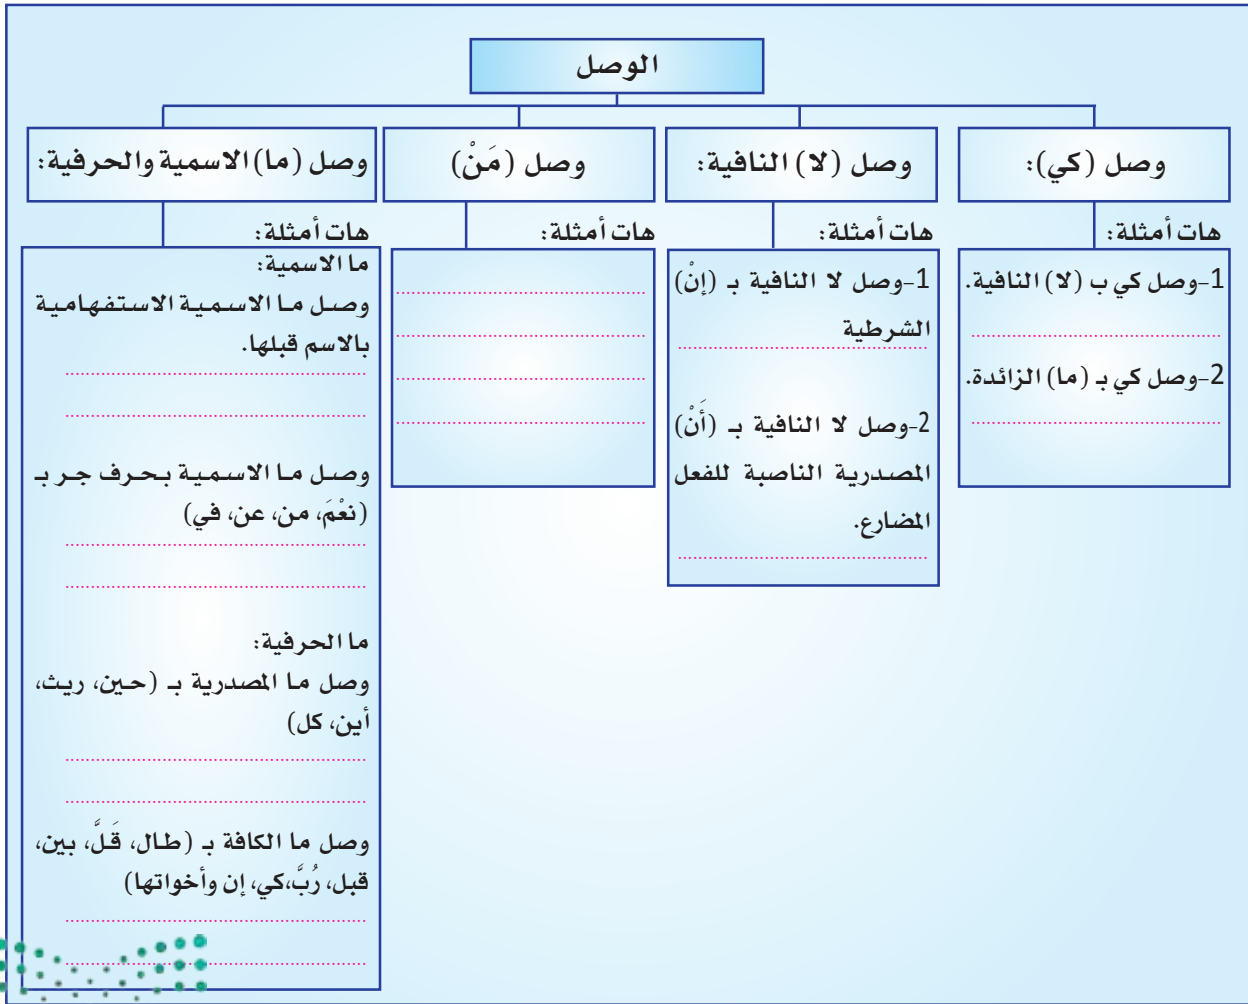 الوصل
وصل (كي):
وصل (لا) النافية:
وصل (مَنْ)
وصل (ما) الاسمية والحرفية:
هات أمثلة:
1-وصل كي ب (لا) النافية.
2-وصل كي بـ (ما) الزائدة.
هات أمثلة:
1-وصل لا النافية بـ (إنْ)
الشرطية
2-وصل لا النافية بـ (أَنْ)
المصدرية الناصبة للفعل
المضارع.
هات أمثلة:
هات أمثلة:
ما الاسمية:
وصل ما الاسمية الاستفهامية
بالاسم قبلها.
وصل ما الاسمية بحرف جر بـ
(نعْمَ، من، عن، في)
ما الحرفية:
وصل ما المصدرية بـ (حين، ريث،
أين، كل)
وصل ما الكافة بـ (طال، قَلَّ، بين،
قبل، رُبَّ،كي، إن وأخواتها)